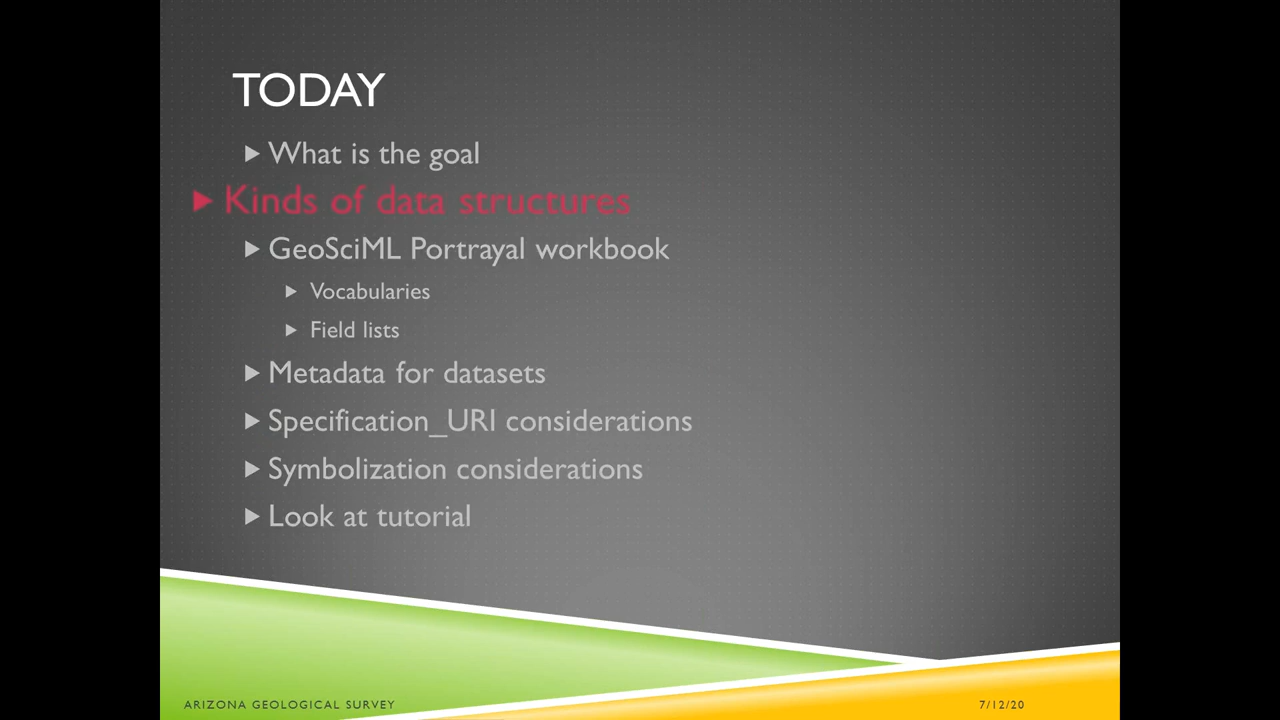 TODAY
What is the goal
Kinds of data structures
GeoSciML Portrayal workbook
Vocabularies
Field lists
Metadata for datasets
Specification_URI considerations
Symbolization considerations
Look at tutorial
ARIZONA GEOLOGICAL SURVEY
7/12/20